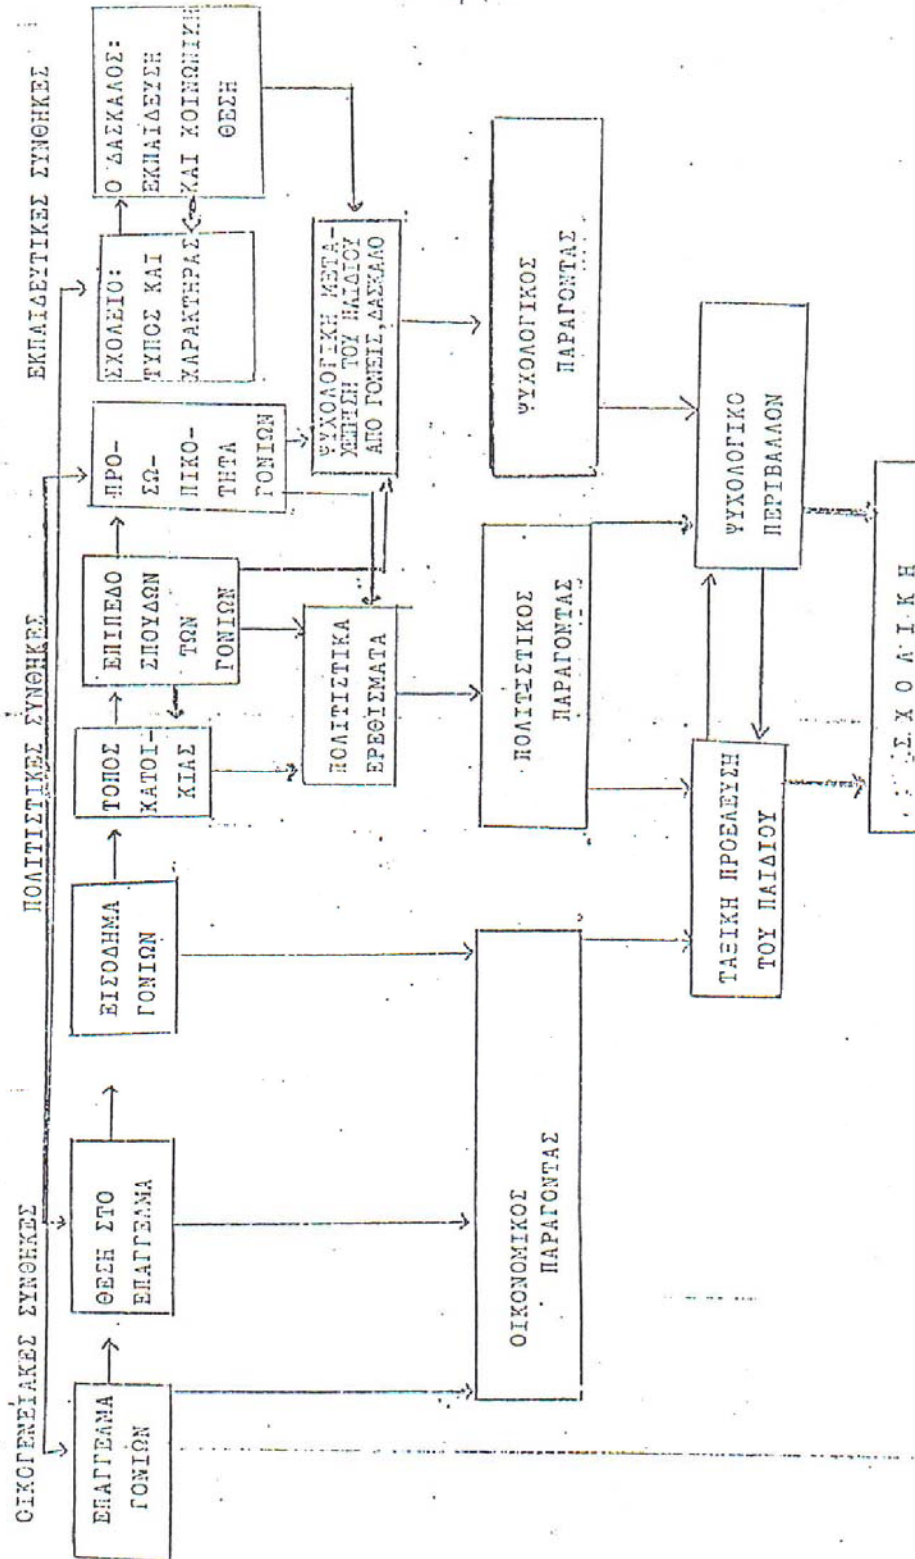 ΟΙΚΟΓΕΝΕΙΑΚΕΣ ΣΥΝΘΗΚΕΣ
ΠΟΛΙΤΙΣΤΙΚΕΣ ΣΥΝΘΗΚΕΣ
ΕΚΠΑΙΔΕΥΤΙΚΕΣ ΣΥΝΘΗΚΕΣ
ΕΠΑΓΓΕΛΜΑ
ΓΟΝΙΩΝ
ΘΕΣΗ ΣΤΟ
ΕΠΑΓΓΕΛΜΑ
ΕΙΣΟΔΗΜΑ
ΓΟΝΙΩΝ
ΤΟΠΟΣ
ΚΑΤΟΙ-
ΚΙΑΣ
ΕΠΙΠΕΔΟ
ΣΠΟΥΔΩΝ
ΤΩΝ
ΓΟΝΙΩΝ
ΠΡΟ-
ΣΩ-
ΠΙΚΟ-
ΤΗΤΑ
ΓΟΝΙΩΝ
ΣΧΟΛΕΙΟ:
ΤΥΠΟΣ ΚΑΙ
ΧΑΡΑΚΤΗΡΑΣ
Ο ΔΑΣΚΑΛΟΣ:
ΕΚΠΑΙΔΕΥΣΗ
ΚΑΙ ΚΟΙΝΩΝΙΚΗ
ΘΕΣΗ
ΠΟΛΙΤΙΣΤΙΚΑ
ΕΡΕΘΙΣΜΑΤΑ
ΨΥΧΟΛΟΓΙΚΗ ΜΕΤΑ-
ΧΕΙΡΗΣΗ ΤΟΥ ΠΑΙΔΙΟΥ
ΑΠΟ ΓΟΝΕΙΣ, ΔΑΣΚΑΛΟ
ΟΙΚΟΝΟΜΙΚΟΣ
ΠΑΡΑΓΟΝΤΑΣ
ΠΟΛΙΤΙΣΤΙΚΟΣ
ΠΑΡΑΓΟΝΤΑΣ
ΨΥΧΟΛΟΓΙΚΟΣ
ΠΑΡΑΓΟΝΤΑΣ
ΤΑΞΙΚΗ ΠΡΟΕΛΕΥΣΗ
ΤΟΥ ΠΑΙΔΙΟΥ
ΨΥΧΟΛΟΓΙΚΟ
ΠΕΡΙΒΑΛΛΟΝ
ΣΧΟΛΙΚΗ